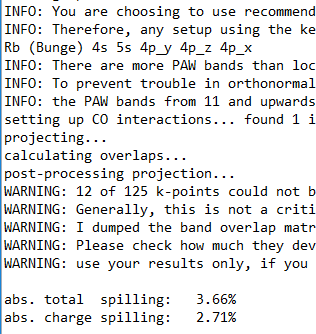 INFO: You are choosing to use recommend
INFO: Therefore, any setup using the ke
Rb (Bunge) 4s 5s 4p_y 4p_z 4p_x
INFO: There are more PAW bands than loc
INFO: To prevent trouble in orthonormal
INFO: the PAW bands from 11 and upwards
setting up CO interactions... found 1 i
projecting...
calculating overlaps...
post-processing projection...
WARNING: 12 of 125 k-points could not b
WARNING: Generally, this is not a criti
WARNING: I dumped the band overlap matr
WARNING: Please check how much they dev
WARNING: use your results only, if you
abs. total  spilling:   3.66%
abs. charge spilling:   2.71%